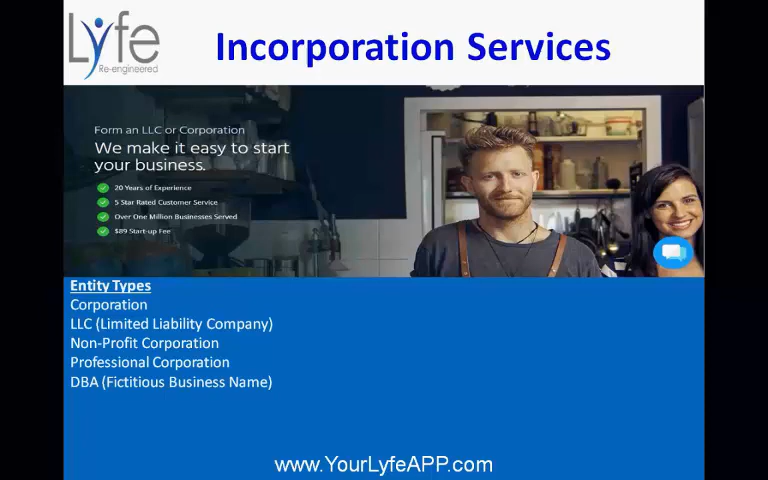 Lyfe
Re-engineered
Incorporation Services
Form an LLC or Corporation
We make it easy to start
your business.
20 Years of Experience
5 Star Rated Customer Service
Over One Million Businesses Served
$89 Start-up Fee
Entity Types
Corporation
LLC (Limited Liability Company)
Non-Profit Corporation
Professional Corporation
DBA (Fictitious Business Name)
www.YourLyfeAPP.com